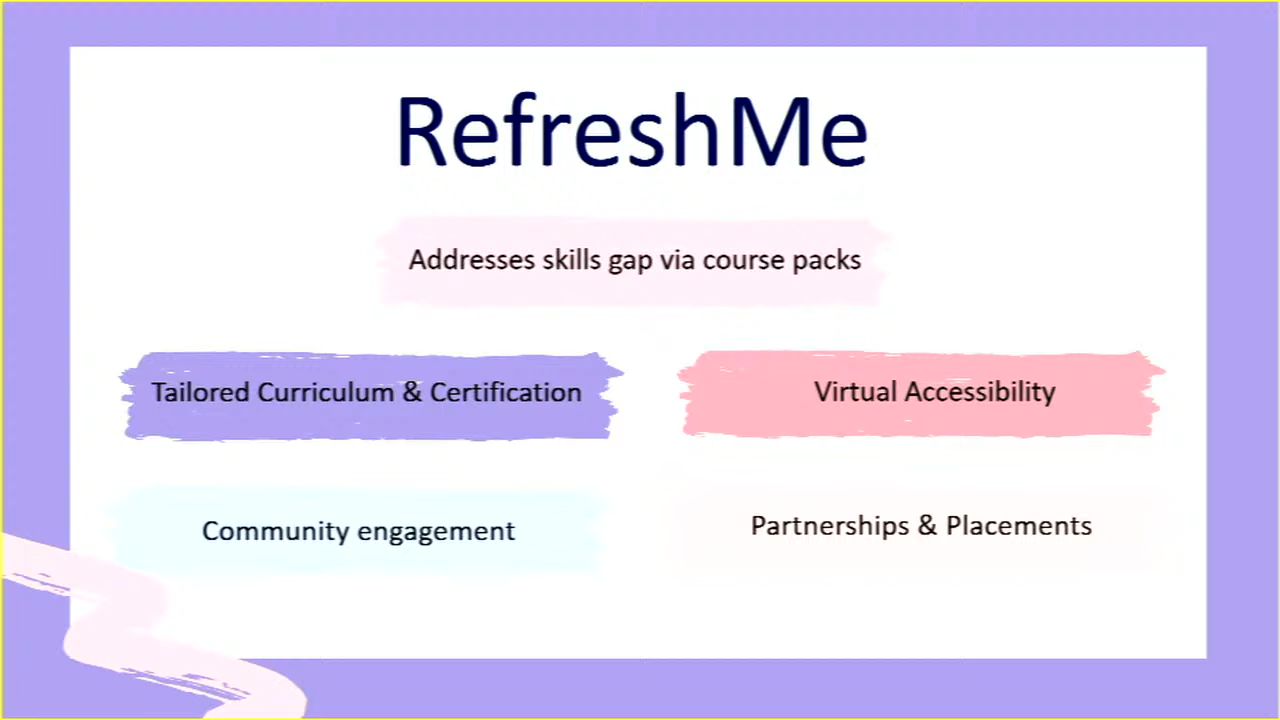 RefreshMe
Addresses skills gap via course packs
Tailored Curriculum & Certification
Virtual Accessibility
Community engagement
Partnerships & Placements